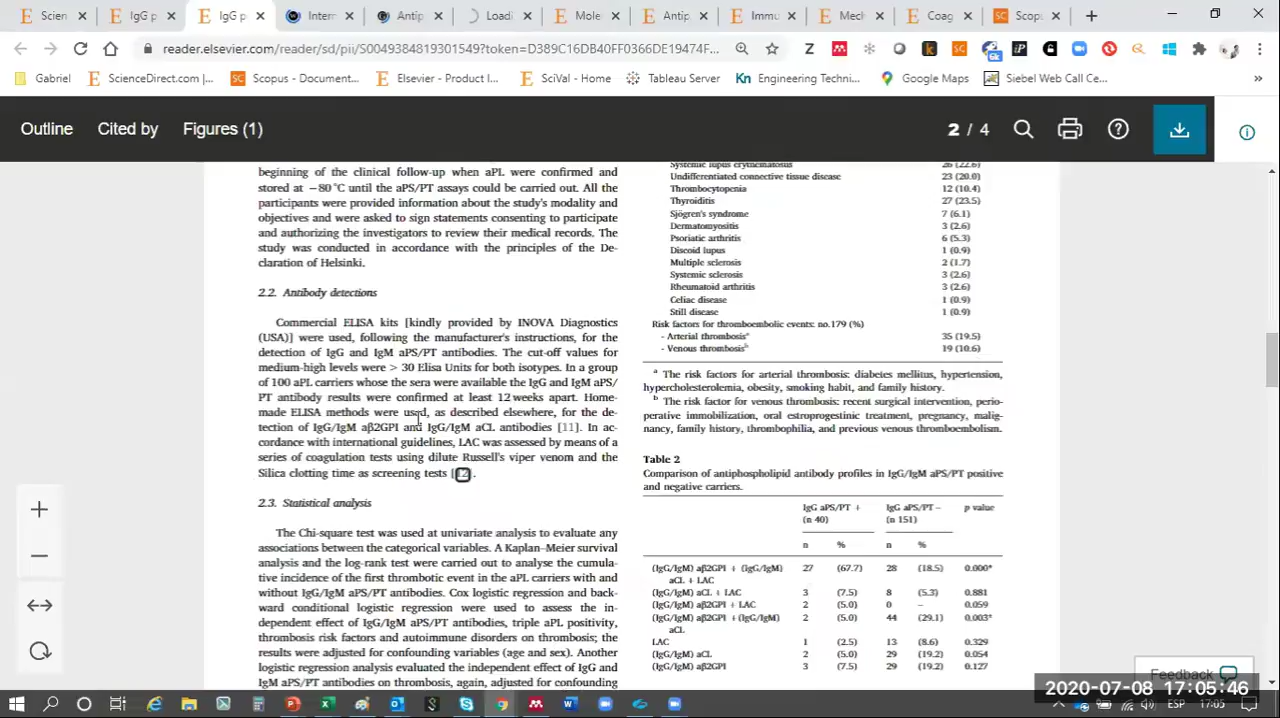 Scien
IgG p
IgG p
Intern
Antip
Loadi
Mole
Antip
Immu
Mech
Coag
SC Scopu
reader.elsevier.com/reader/sd/pii/S0049384819301549?token=D389C16DB40FF0366DE19474F...
Gabriel
ScienceDirect.com |...
SC Scopus - Document...
Elsevier - Product I...
SciVal - Home
Tableau Server
Kn Engineering Techni...
Google Maps
Siebel Web Call Ce...
Outline
Cited by
Figures (1)
2 / 4
beginning of the clinical follow-up when aPL were confirmed and
stored at −80 °C until the aPS/PT assays could be carried out. All the
participants were provided information about the study's modality and
objectives and were asked to sign statements consenting to participate
and authorizing the investigators to review their medical records. The
study was conducted in accordance with the principles of the De-
claration of Helsinki.
2.2. Antibody detections
Commercial ELISA kits [kindly provided by INOVA Diagnostics
(USA)] were used, following the manufacturer's instructions, for the
detection of IgG and IgM aPS/PT antibodies. The cut-off values for
medium-high levels were > 30 Elisa Units for both isotypes. In a group
of 100 aPL carriers whose the sera were available the IgG and IgM aPS/
PT antibody results were confirmed at least 12 weeks apart. Home-
made ELISA methods were used, as described elsewhere, for the de-
tection of IgG/IgM aβ2GPI and IgG/IgM aCL antibodies [11]. In ac-
cordance with international guidelines, LAC was assessed by means of a
series of coagulation tests using dilute Russell's viper venom and the
Silica clotting time as screening tests [12].
2.3. Statistical analysis
The Chi-square test was used at univariate analysis to evaluate any
associations between the categorical variables. A Kaplan–Meier survival
analysis and the log-rank test were carried out to analyse the cumula-
tive incidence of the first thrombotic event in the aPL carriers with and
without IgG/IgM aPS/PT antibodies. Cox logistic regression and back-
ward conditional logistic regression were used to assess the in-
dependent effect of IgG/IgM aPS/PT antibodies, triple aPL positivity,
thrombosis risk factors and autoimmune disorders on thrombosis; the
results were adjusted for confounding variables (age and sex). Another
logistic regression analysis evaluated the independent effect of IgG and
IgM aPS/PT antibodies on thrombosis, again, adjusted for confounding
Systemic lupus erythematosus 26 (22.6)
Undifferentiated connective tissue disease 23 (20.0)
Thrombocytopenia 12 (10.4)
Thyroiditis 27 (23.5)
Sjögren's syndrome 7 (6.1)
Dermatomyositis 3 (2.6)
Psoriatic arthritis 6 (5.3)
Discoid lupus 1 (0.9)
Multiple sclerosis 2 (1.7)
Systemic sclerosis 3 (2.6)
Rheumatoid arthritis 3 (2.6)
Celiac disease 1 (0.9)
Still disease 1 (0.9)
Risk factors for thromboembolic events: no.179 (%)
- Arterial thrombosisa 35 (19.5)
- Venous thrombosisb 19 (10.6)
a The risk factors for arterial thrombosis: diabetes mellitus, hypertension,
hypercholesterolemia, obesity, smoking habit, and family history.
b The risk factor for venous thrombosis: recent surgical intervention, perio-
perative immobilization, oral estroprogestinic treatment, pregnancy, malig-
nancy, family history, thrombophilia, and previous venous thromboembolism.
Table 2
Comparison of antiphospholipid antibody profiles in IgG/IgM aPS/PT positive
and negative carriers.
IgG aPS/PT + IgG aPS/PT − p value
(n 40) (n 151)
n % n %
(IgG/IgM) aβ2GPI + (IgG/IgM) 27 (67.7) 28 (18.5) 0.000*
aCL + LAC
(IgG/IgM) aCL + LAC 3 (7.5) 8 (5.3) 0.881
(IgG/IgM) aβ2GPI + LAC 2 (5.0) 0 – 0.059
(IgG/IgM) aβ2GPI + (IgG/IgM) 2 (5.0) 44 (29.1) 0.003*
aCL
LAC 1 (2.5) 13 (8.6) 0.329
(IgG/IgM) aCL 2 (5.0) 29 (19.2) 0.054
(IgG/IgM) aβ2GPI 3 (7.5) 29 (19.2) 0.127
Feedback
2020-07-08 17:05:46
ESP 17:05